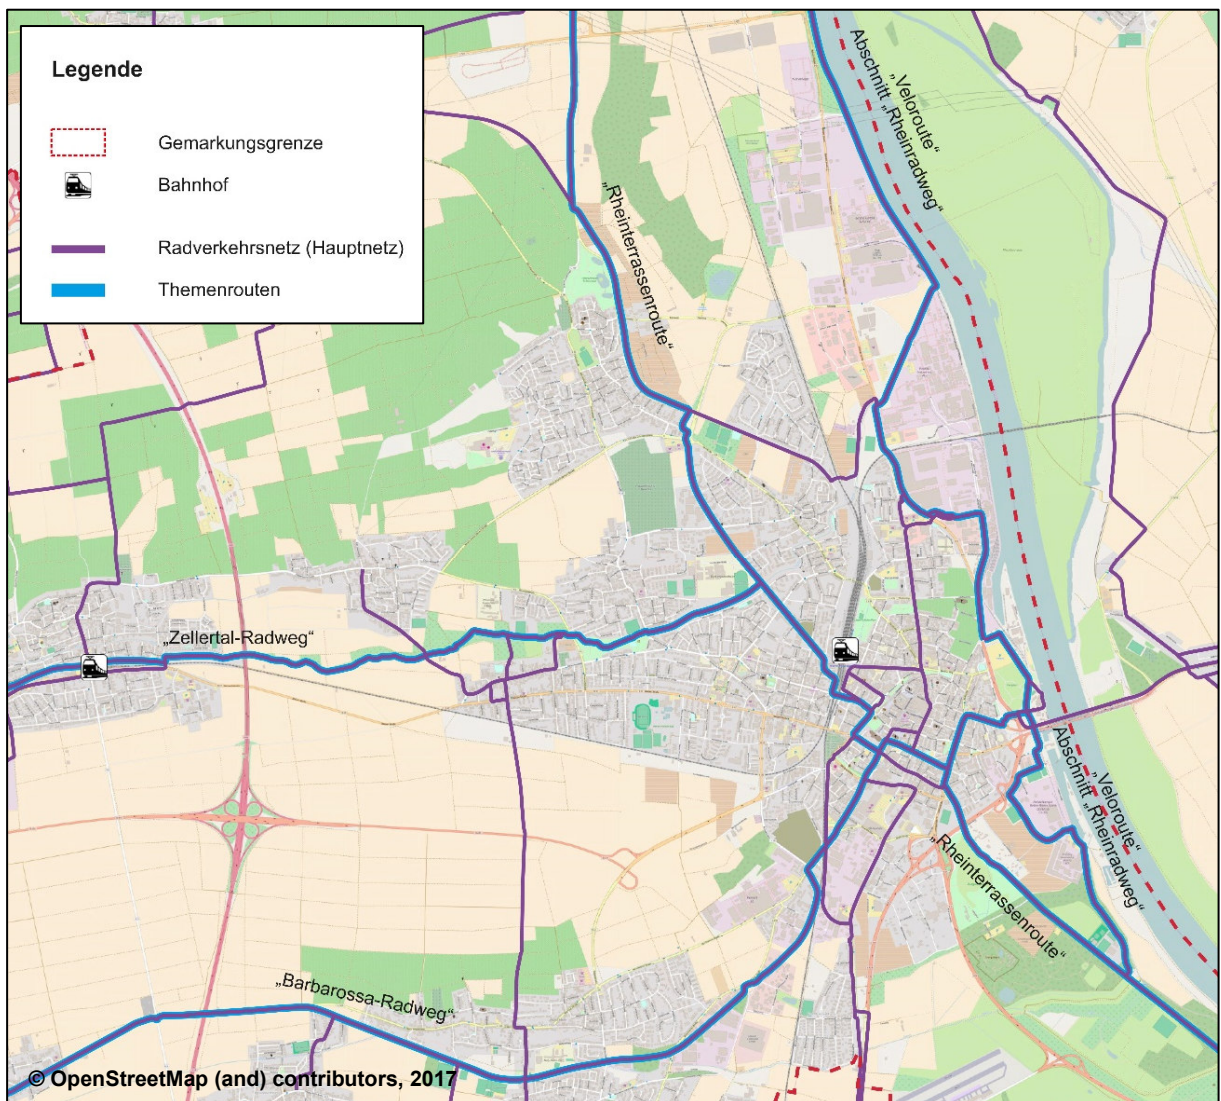 Legende
Gemarkungsgrenze
Bahnhof
Radverkehrsnetz (Hauptnetz)
Themenrouten
„Veloroute“
Abschnitt „Rheinradweg“
„Rheinterrassenroute“
„Zellertal-Radweg“
„Veloroute“
Abschnitt „Rheinradweg“
„Rheinterrassenroute“
„Barbarossa-Radweg“
© OpenStreetMap (and) contributors, 2017